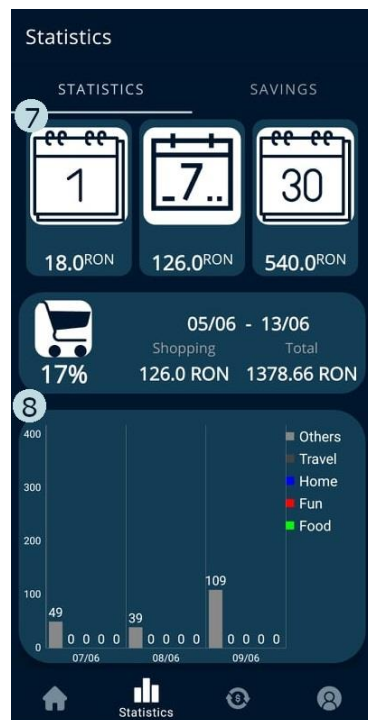 Statistics
STATISTICS SAVINGS
7
1 _7.. 30
18.0RON 126.0RON 540.0RON
05/06 - 13/06
Shopping Total
17% 126.0 RON 1378.66 RON
8
400
300
200
100
0
Others
Travel
Home
Fun
Food
49 0 0 0 0 39 0 0 0 0 109 0 0 0 0
07/06 08/06 09/06
$
Statistics